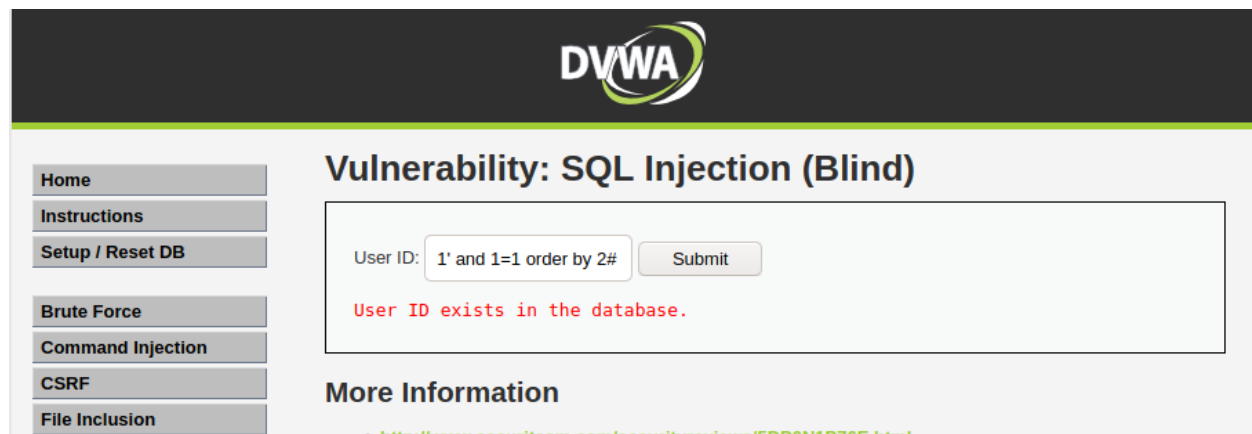 DVWA
Home
Instructions
Setup / Reset DB
Brute Force
Command Injection
CSRF
File Inclusion
Vulnerability: SQL Injection (Blind)
User ID: 1' and 1=1 order by 2# Submit
User ID exists in the database.
More Information